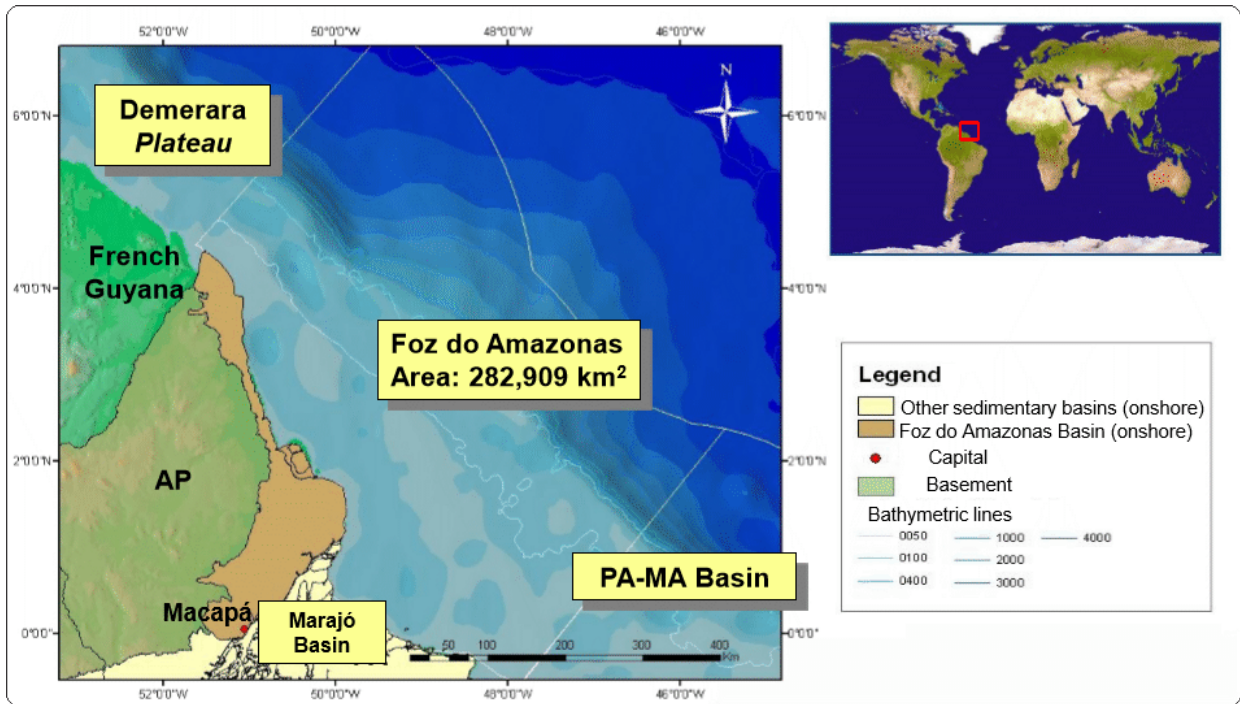 52°0'0"W
50°0'0"W
48°0'0"W
46°0'0"W
Demerara
Plateau
N
6°0'0"N
6°0'0"N
French
Guyana
4°0'0"N
4°0'0"N
Foz do Amazonas
Area: 282,909 km²
Legend
Other sedimentary basins (onshore)
Foz do Amazonas Basin (onshore)
Capital
Basement
Bathymetric lines
0050
0100
0400
1000
2000
3000
4000
2°0'0"N
2°0'0"N
AP
PA-MA Basin
Macapá
Marajó
Basin
0°0'0"
0°0'0"
0 50 100 200 300 400
Km
52°0'0"W
50°0'0"W
48°0'0"W
46°0'0"W